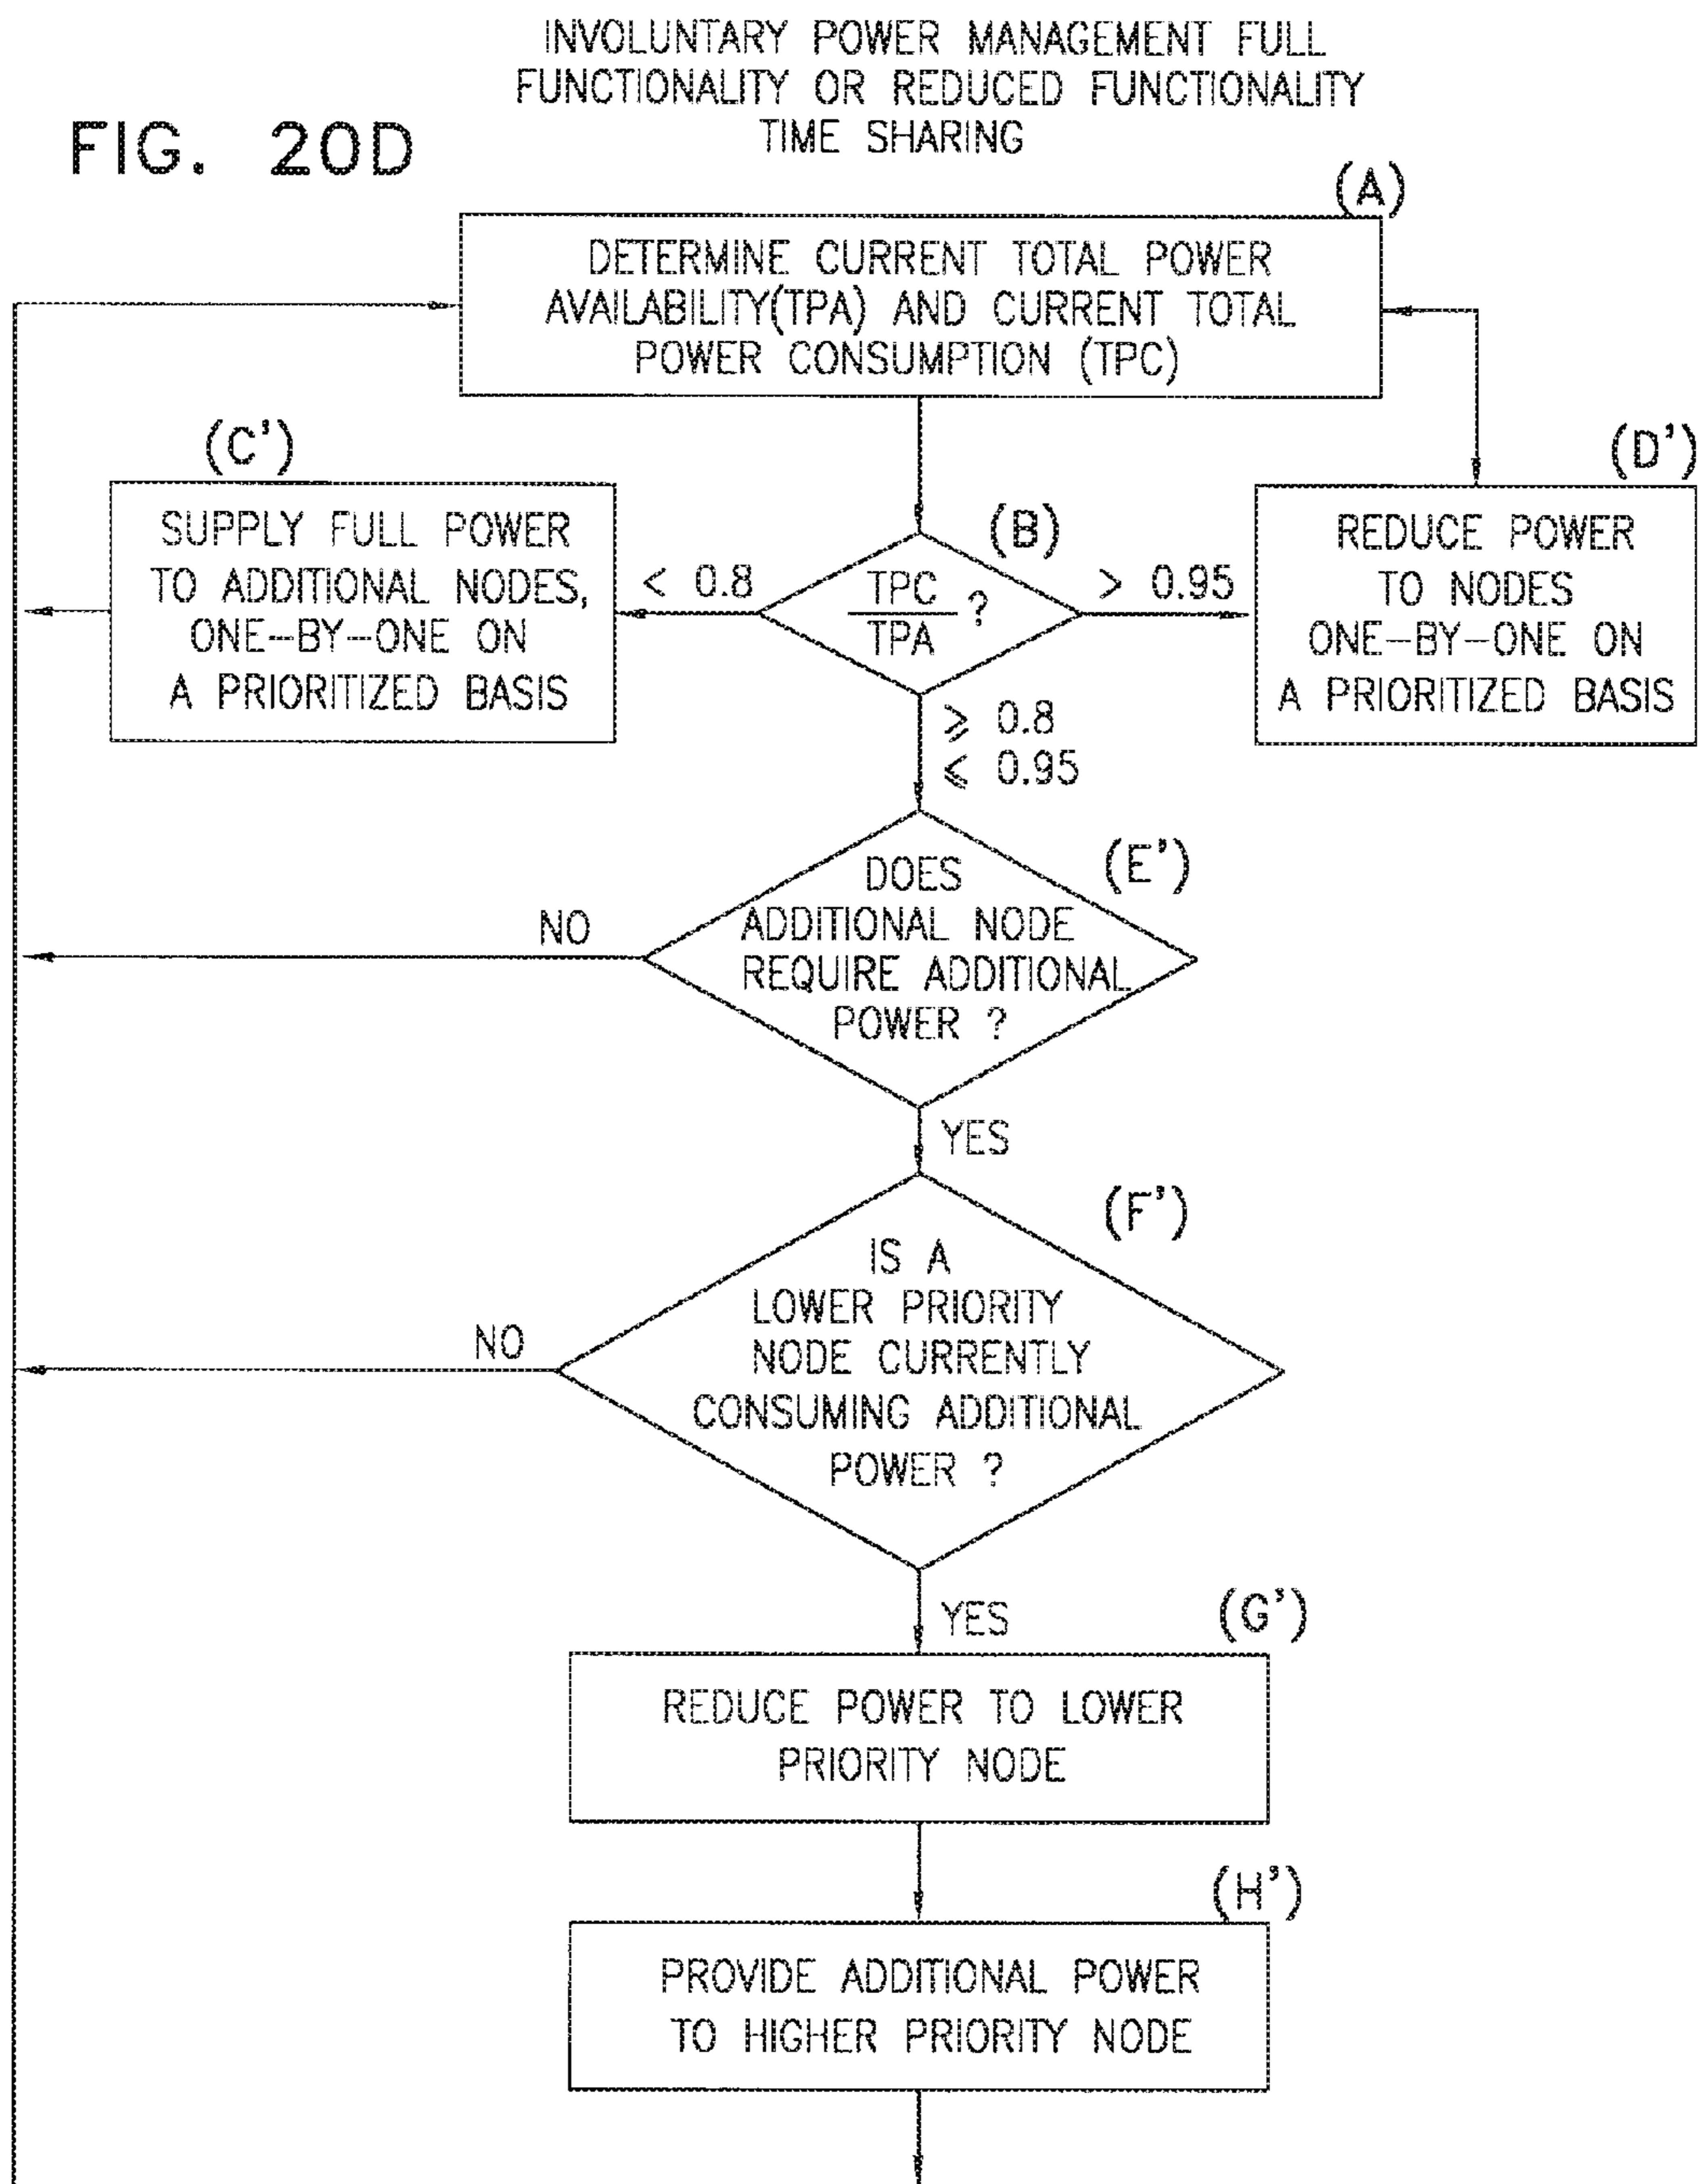 INVOLUNTARY POWER MANAGEMENT FULL
FUNCTIONALITY OR REDUCED FUNCTIONALITY
TIME SHARING
FIG. 20D
(A)
DETERMINE CURRENT TOTAL POWER
AVAILABILITY(TPA) AND CURRENT TOTAL
POWER CONSUMPTION (TPC)
(C')
SUPPLY FULL POWER
TO ADDITIONAL NODES,
ONE-BY-ONE ON
A PRIORITIZED BASIS
< 0.8
(B)
TPC
TPA
?
> 0.95
(D')
REDUCE POWER
TO NODES
ONE-BY-ONE ON
A PRIORITIZED BASIS
⩾ 0.8
⩽ 0.95
(E')
DOES
ADDITIONAL NODE
REQUIRE ADDITIONAL
POWER ?
NO
YES
(F')
IS A
LOWER PRIORITY
NODE CURRENTLY
CONSUMING ADDITIONAL
POWER ?
NO
YES
(G')
REDUCE POWER TO LOWER
PRIORITY NODE
(H')
PROVIDE ADDITIONAL POWER
TO HIGHER PRIORITY NODE